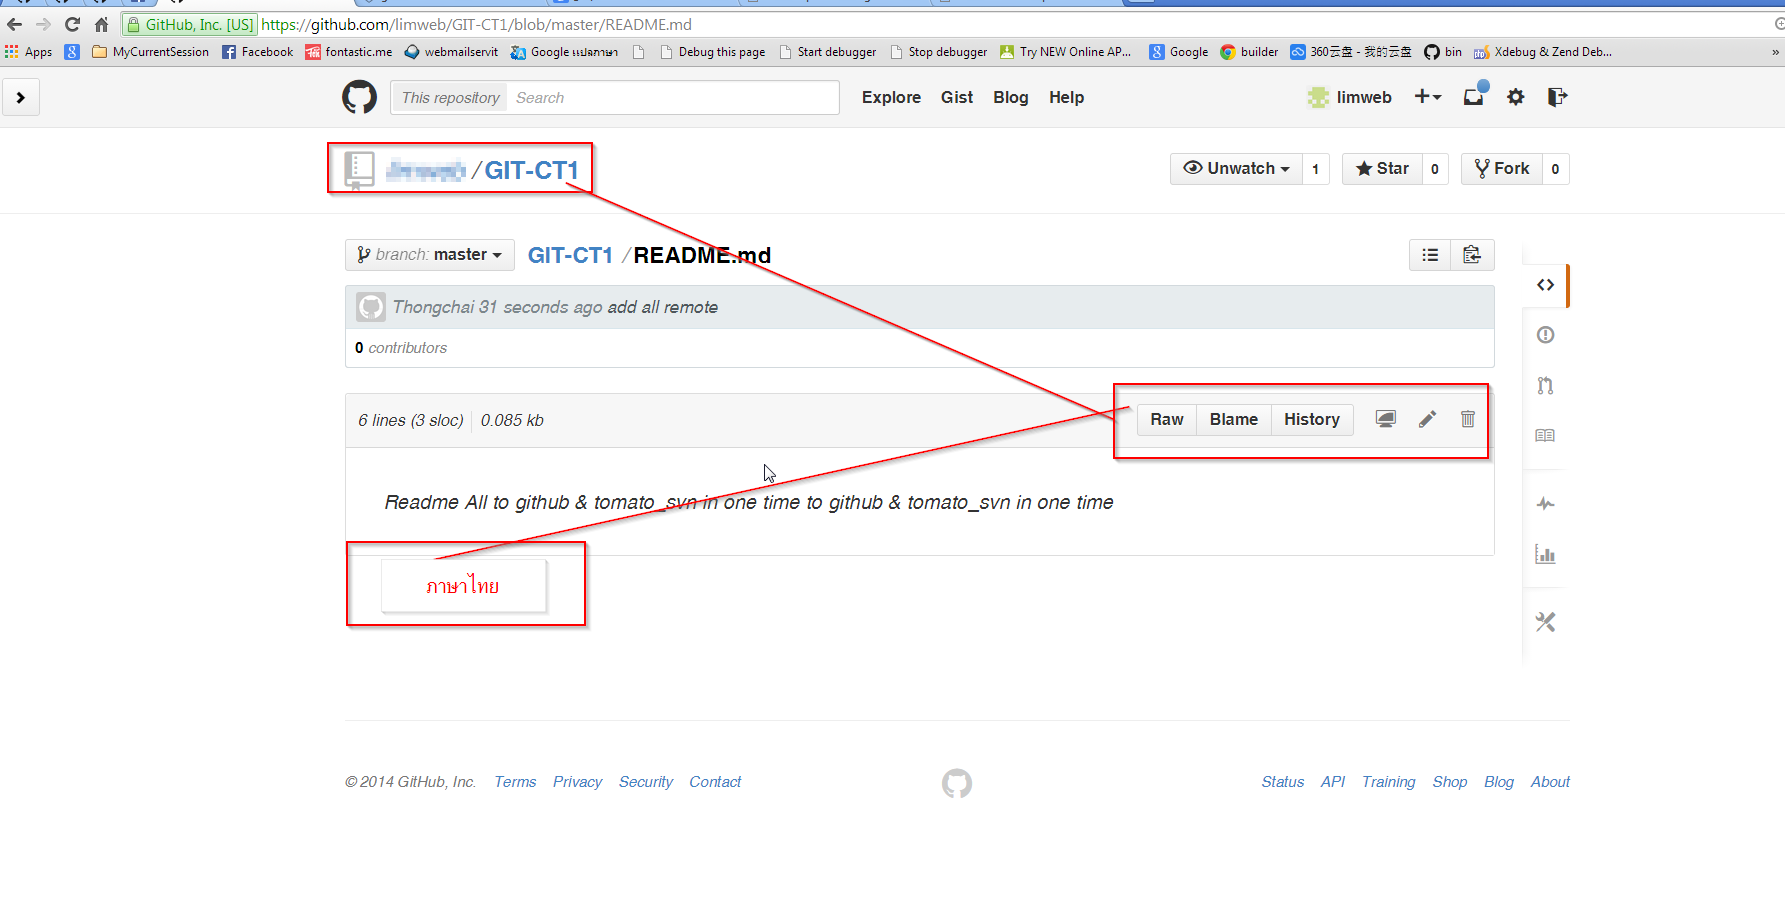 GitHub, Inc. [US] https://github.com/limweb/GIT-CT1/blob/master/README.md
Apps MyCurrentSession Facebook fontastic.me webmailservit Google แปลภาษา Debug this page Start debugger Stop debugger Try NEW Online AP... Google builder 360云盘 - 我的云盘 bin Xdebug & Zend Deb... »
This repository Search Explore Gist Blog Help limweb
/ GIT-CT1 Unwatch 1 Star 0 Fork 0
branch: master GIT-CT1 / README.md
Thongchai 31 seconds ago add all remote
0 contributors
6 lines (3 sloc) 0.085 kb Raw Blame History
Readme All to github & tomato_svn in one time to github & tomato_svn in one time
ภาษาไทย
© 2014 GitHub, Inc. Terms Privacy Security Contact Status API Training Shop Blog About